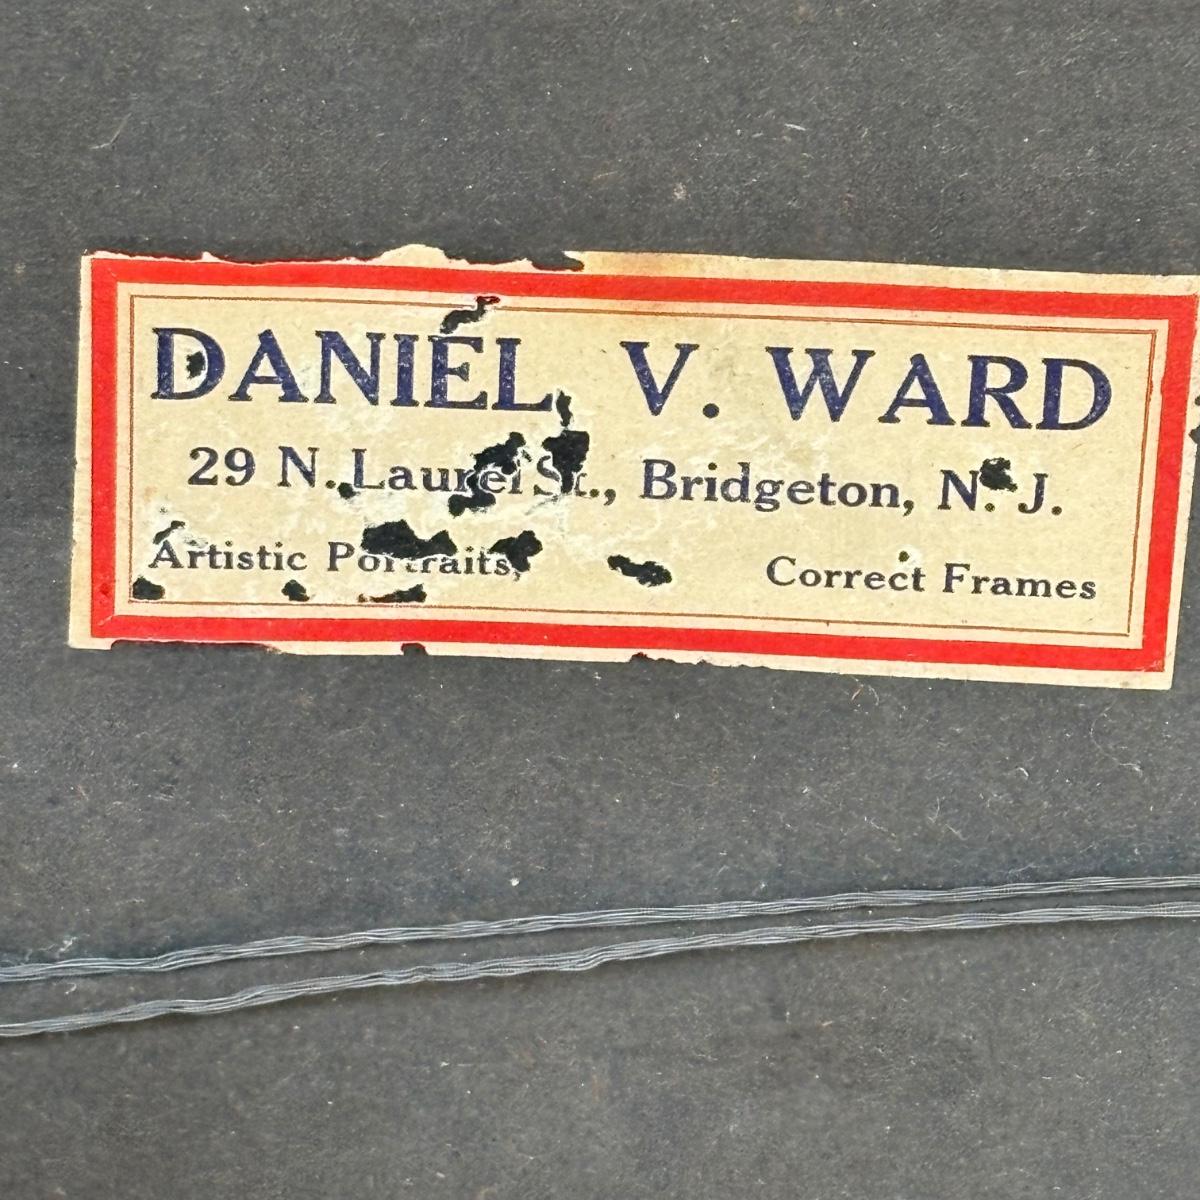 DANIEL V. WARD
29 N. Laurel St., Bridgeton, N. J.
Artistic Portraits, Correct Frames